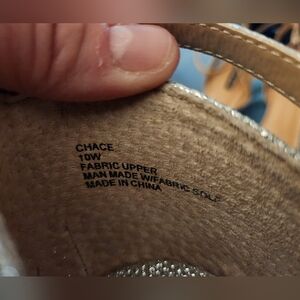 CHACE
10W
FABRIC UPPER
MAN MADE W/FABRIC SOLE
MADE IN CHINA